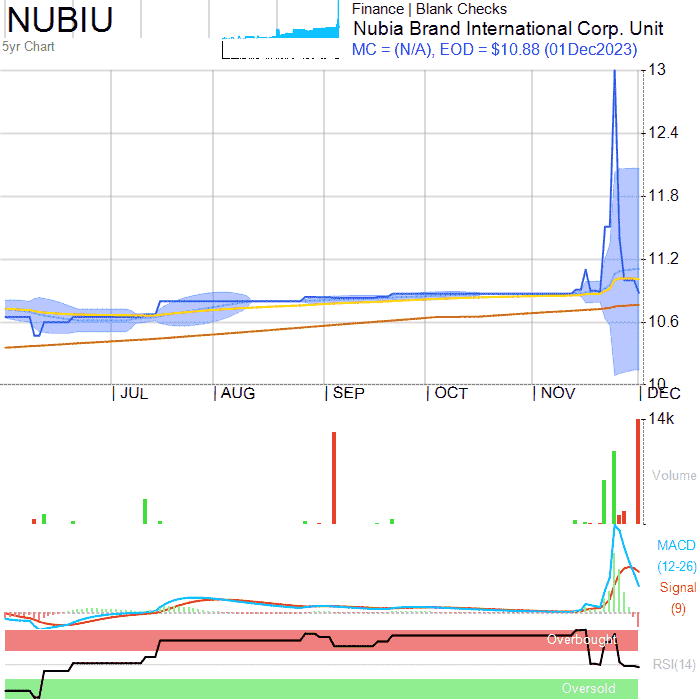 NUBIU
Finance | Blank Checks
Nubia Brand International Corp. Unit
5yr Chart
MC = (N/A), EOD = $10.88 (01Dec2023)
13
12.4
11.8
11.2
10.6
10
JUL
AUG
SEP
OCT
NOV
DEC
14k
Volume
MACD
(12-26)
Signal
(9)
Overbought
RSI(14)
Oversold